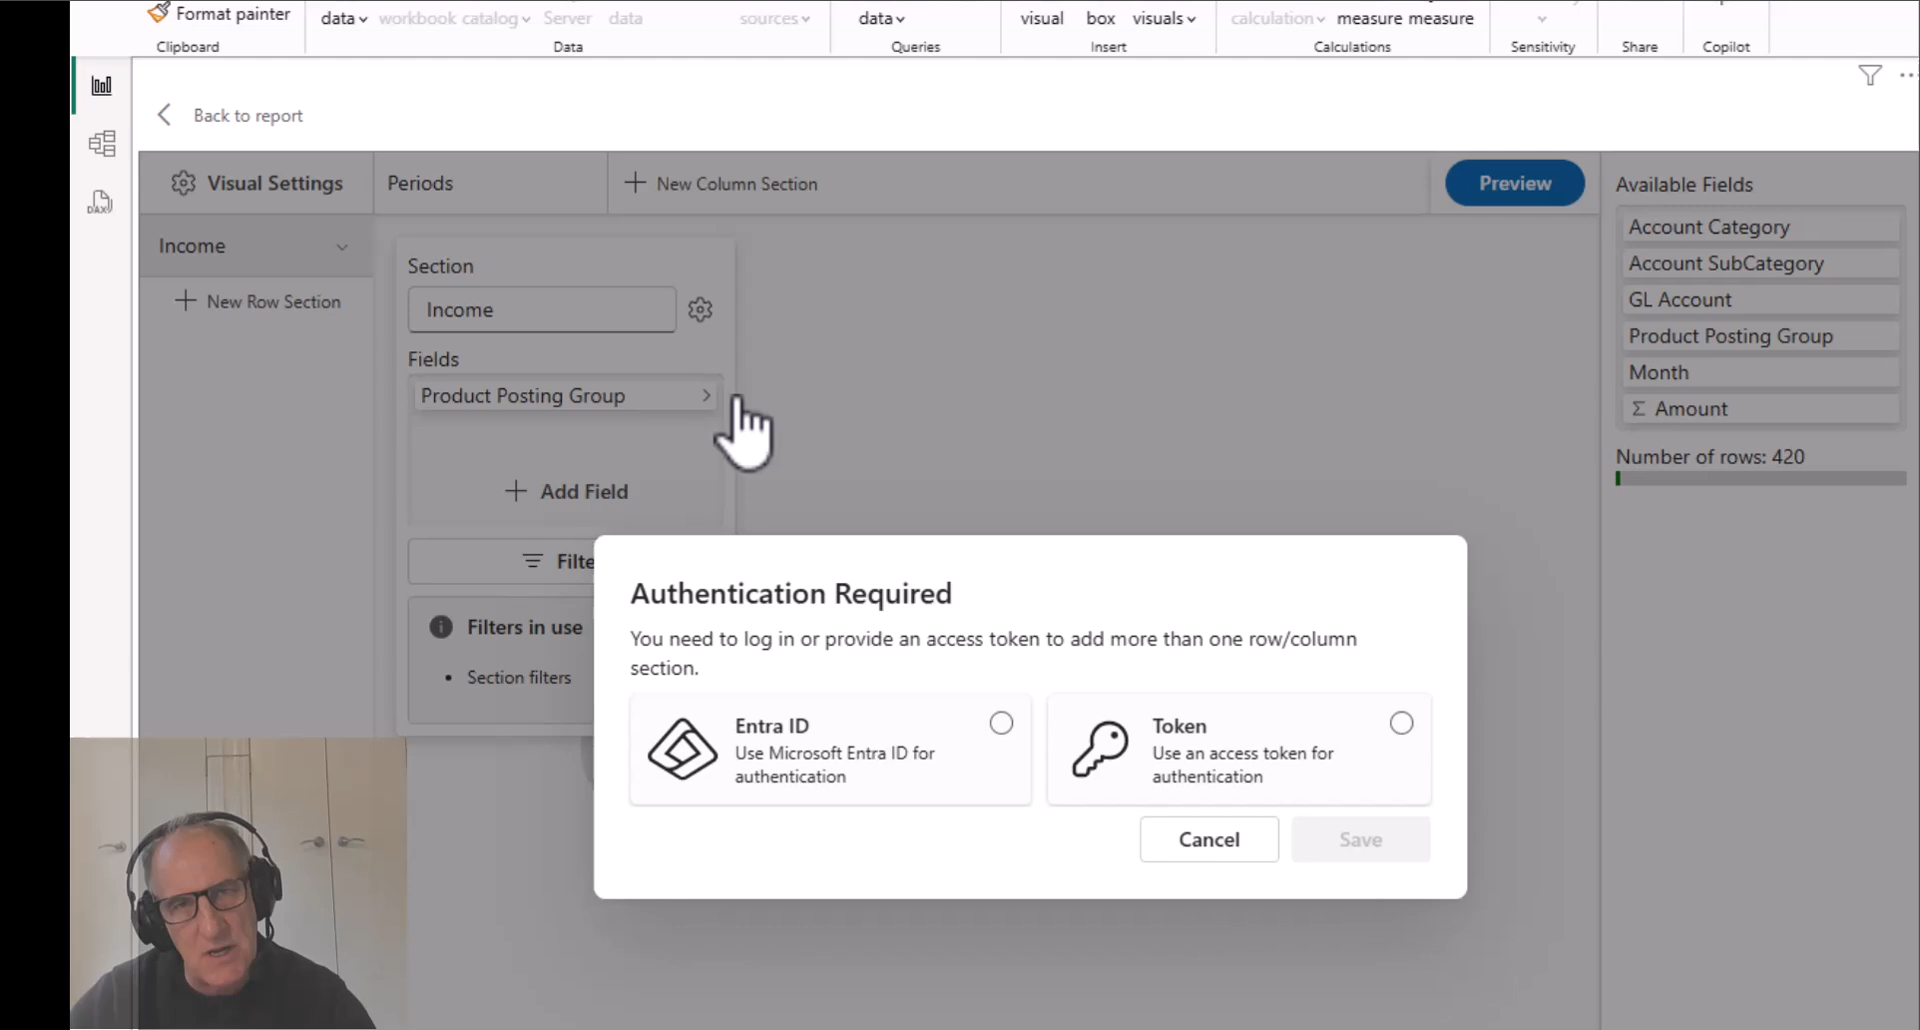 Format painter
data
workbook catalog
Server
data
sources
data
visual
box
visuals
calculation
measure measure
Clipboard
Data
Queries
Insert
Calculations
Sensitivity
Share
Copilot
Back to report
Visual Settings
Periods
New Column Section
Preview
Available Fields
Income
New Row Section
Section
Income
Fields
Product Posting Group
Add Field
Filte
Filters in use
• Section filters
Account Category
Account SubCategory
GL Account
Product Posting Group
Month
Σ Amount
Number of rows: 420
DAX
Authentication Required
You need to log in or provide an access token to add more than one row/column
section.
Entra ID
Use Microsoft Entra ID for
authentication
Token
Use an access token for
authentication
Cancel
Save